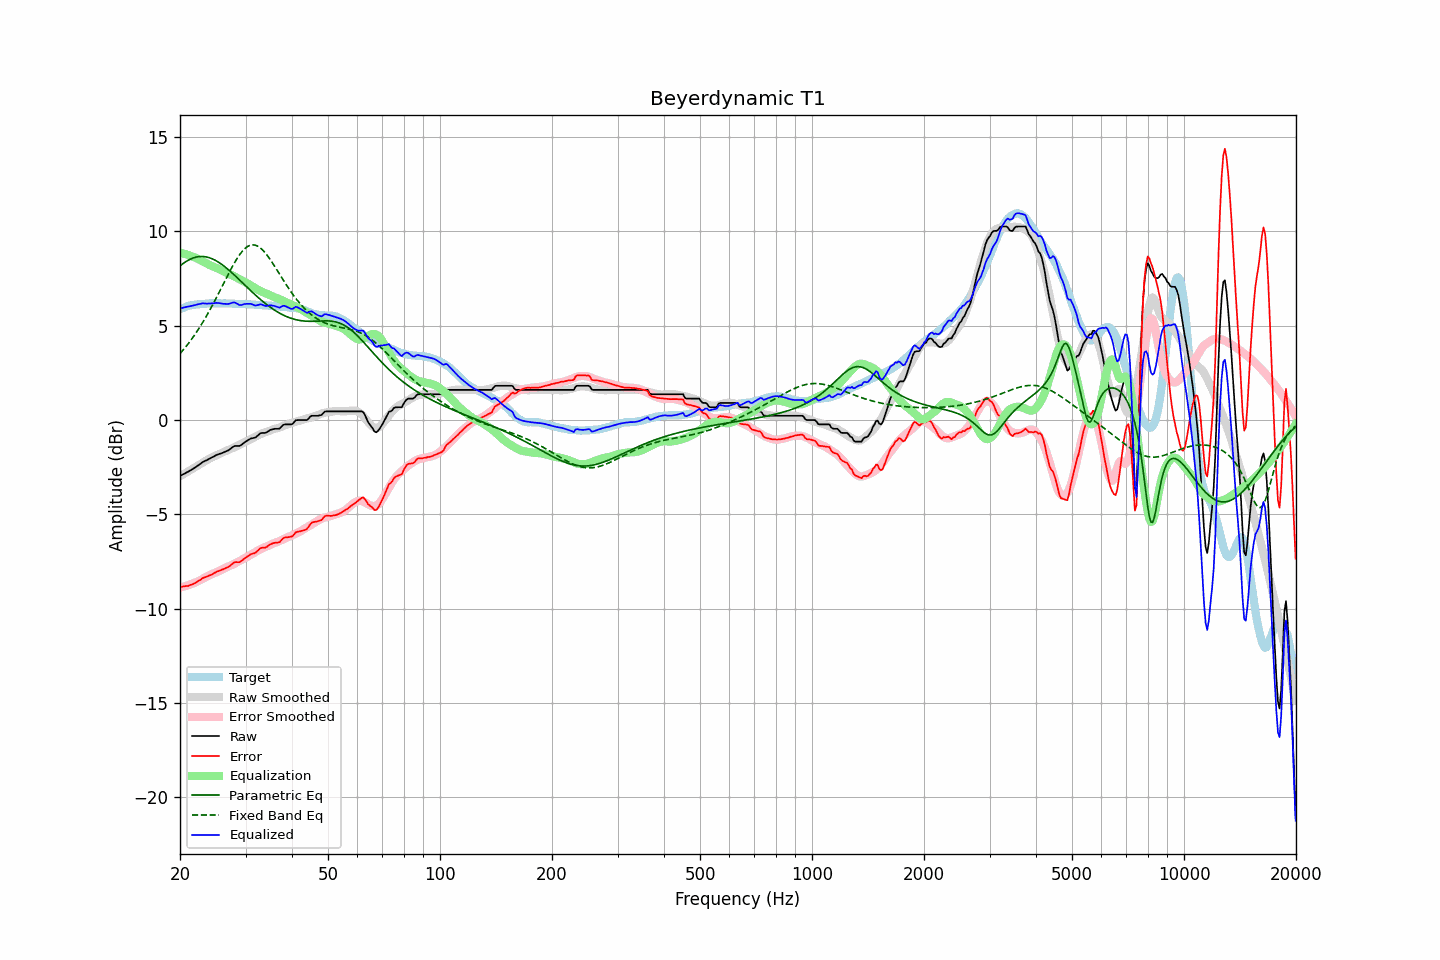 Beyerdynamic T1
15
10
5
0
−5
−10
−15
−20
Amplitude (dBr)
Target
Raw Smoothed
Error Smoothed
Raw
Error
Equalization
Parametric Eq
Fixed Band Eq
Equalized
20 50 100 200 500 1000 2000 5000 10000 20000
Frequency (Hz)